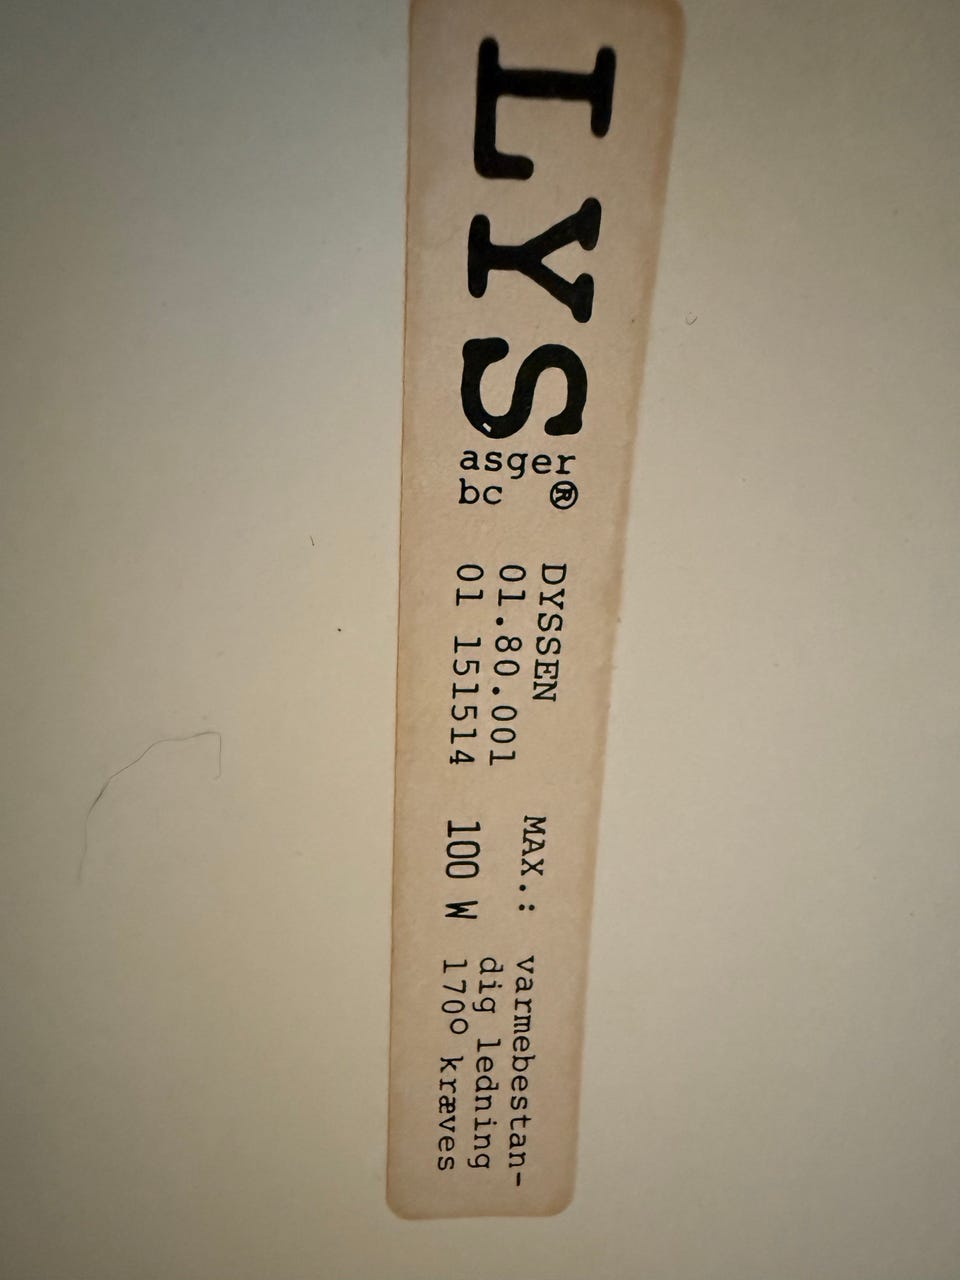 LYS
asger
bc ®
DYSSEN
01.80.001
01 151514
MAX.:
100 W
varmebestan-
dig ledning
170° kræves